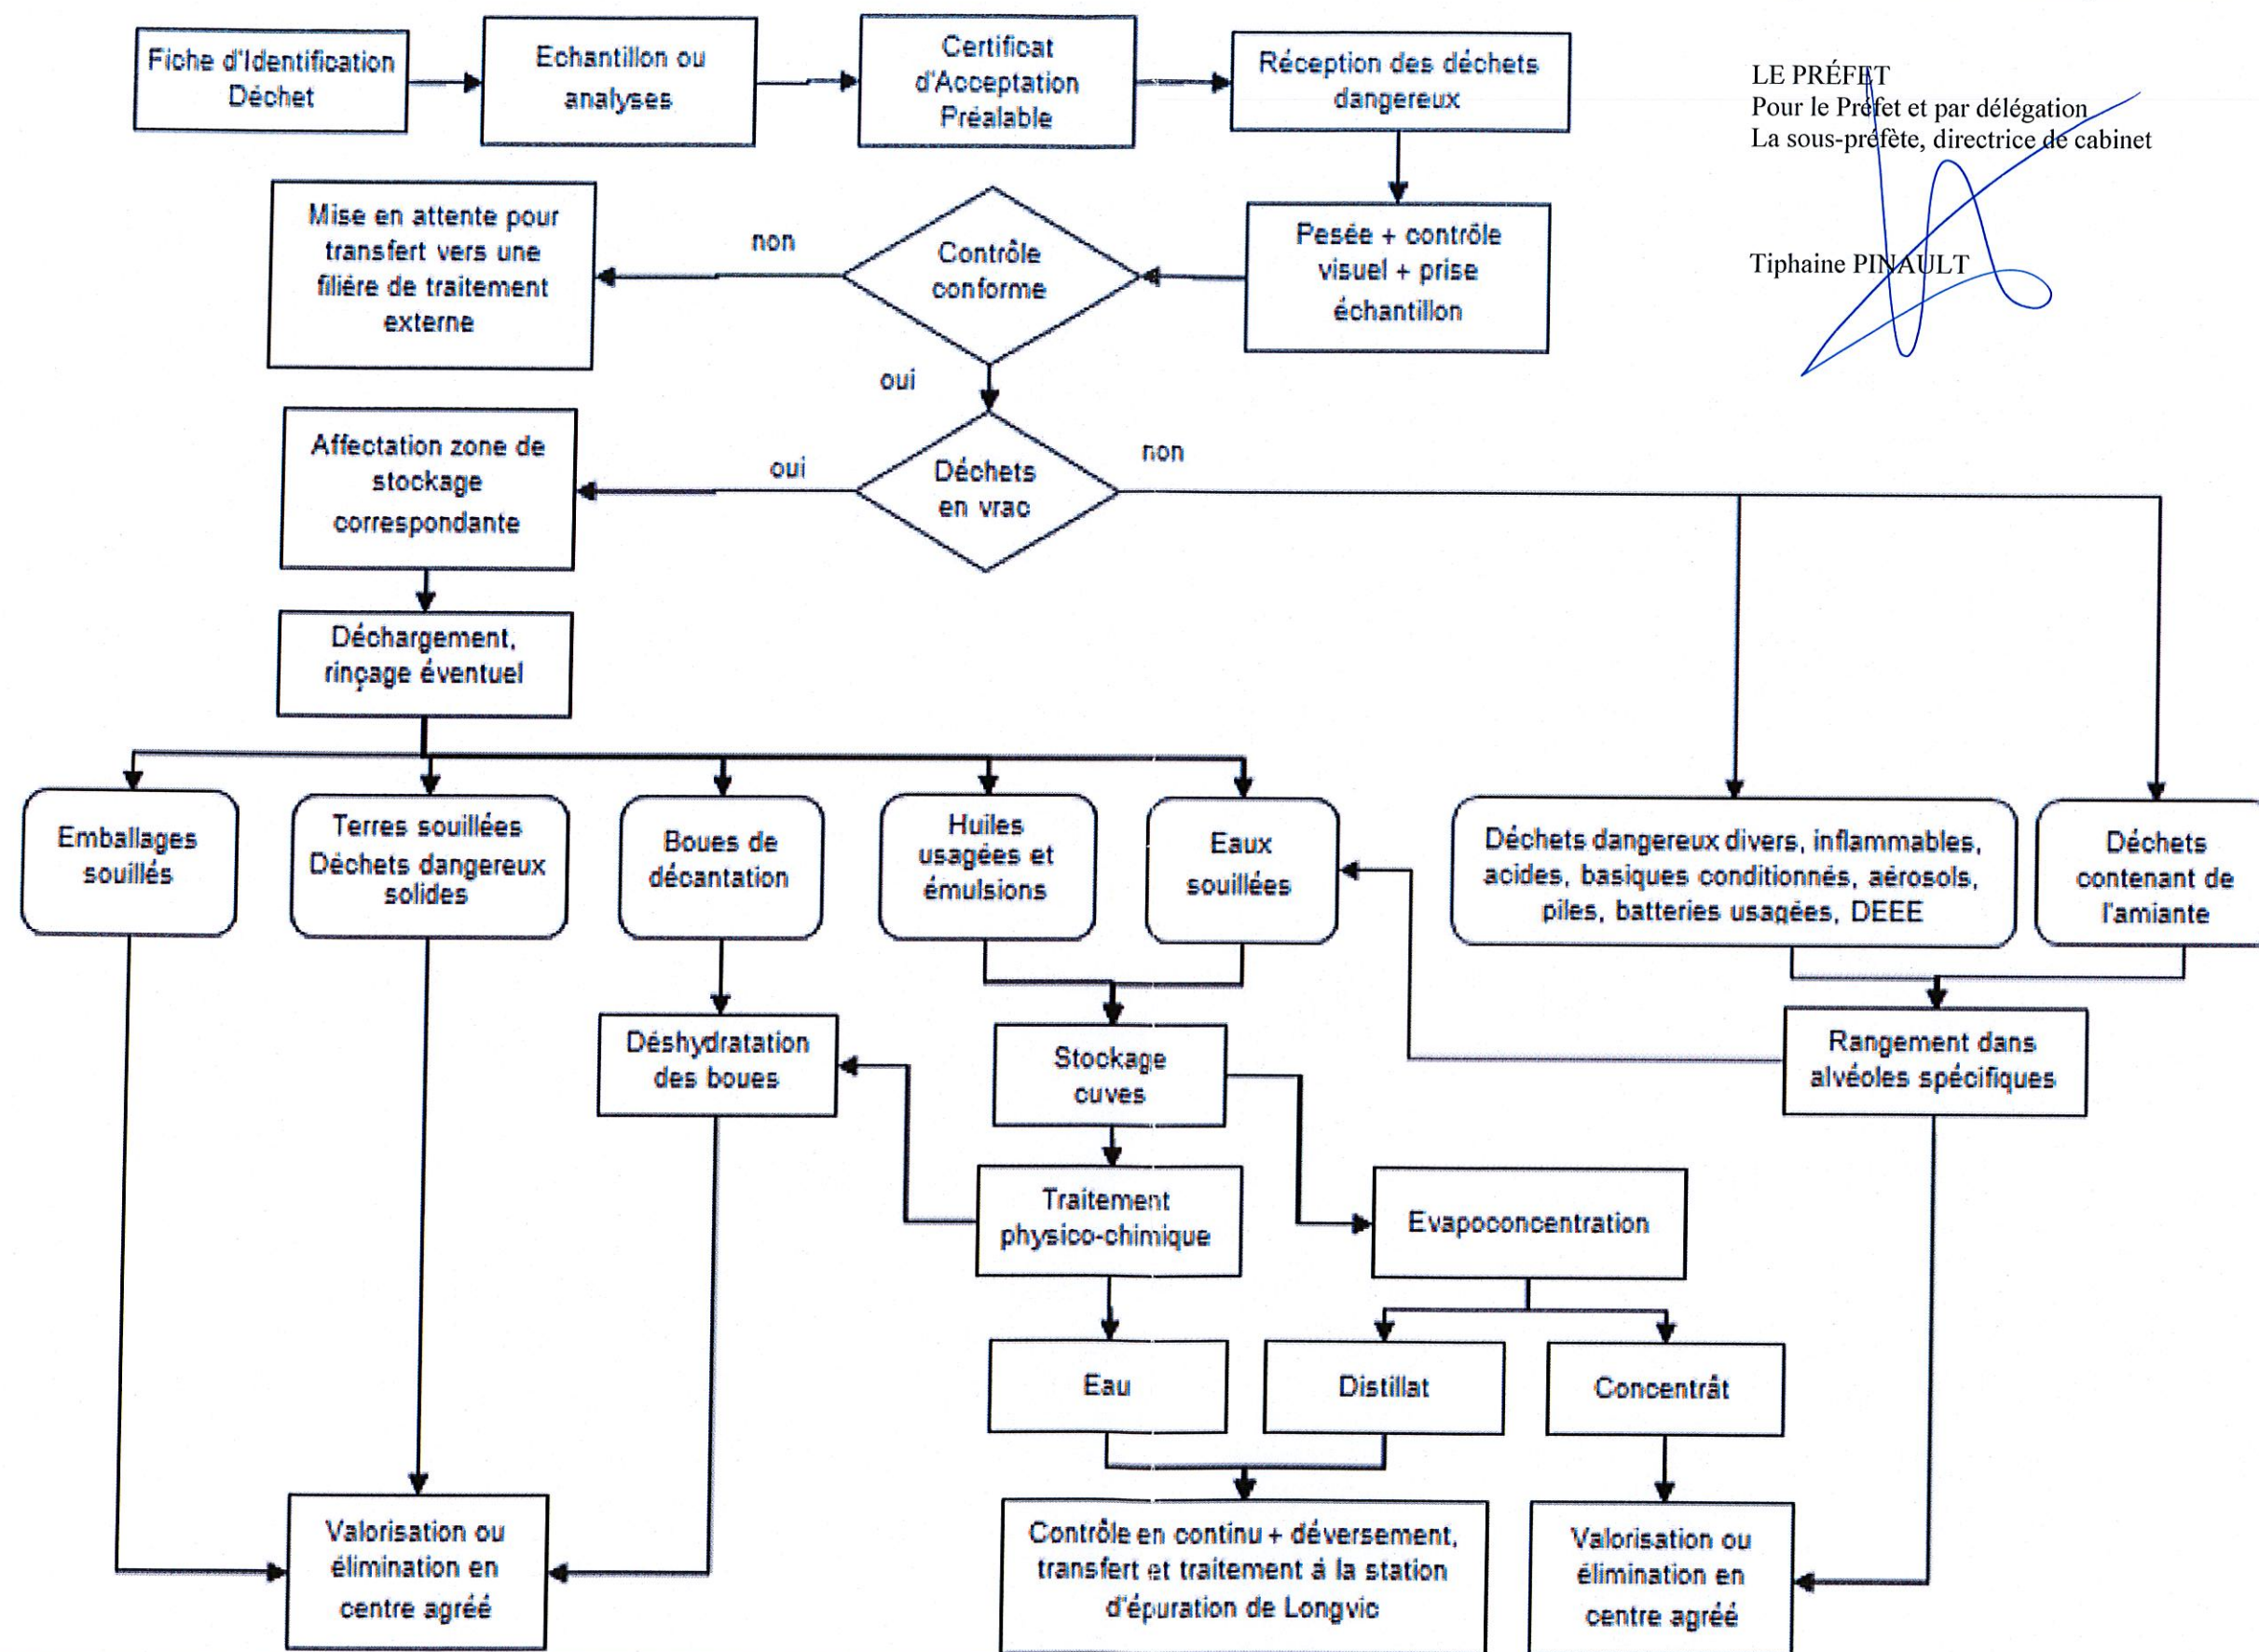 Fiche d'Identification
Déchet
Echantillon ou
analyses
Certificat
d'Acceptation
Préalable
Réception des déchets
dangereux
LE PRÉFET
Pour le Préfet et par délégation
La sous-préfète, directrice de cabinet
Tiphaine PINAULT
Mise en attente pour
transfert vers une
filière de traitement
externe
non
Contrôle
conforme
Pesée + contrôle
visuel + prise
échantillon
oui
Affectation zone de
stockage
correspondante
oui
Déchets
en vrac
non
Déchargement,
rinçage éventuel
Emballages
souillés
Terres souillées
Déchets dangereux
solides
Boues de
décantation
Huiles
usagées et
émulsions
Eaux
souillées
Déchets dangereux divers, inflammables,
acides, basiques conditionnés, aérosols,
piles, batteries usagées, DEEE
Déchets
contenant de
l'amiante
Déshydratation
des boues
Stockage
cuves
Rangement dans
alvéoles spécifiques
Traitement
physico-chimique
Evapoconcentration
Eau
Distillat
Concentrât
Valorisation ou
élimination en
centre agréé
Contrôle en continu + déversement,
transfert et traitement á la station
d'épuration de Longvic
Valorisation ou
élimination en
centre agréé